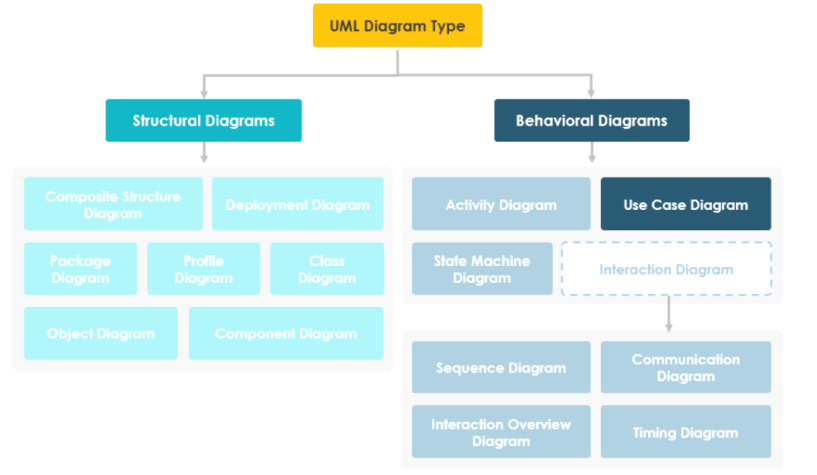 UML Diagram Type
Structural Diagrams
Behavioral Diagrams
Composite Structure
Diagram
Deployment Diagram
Package
Diagram
Profile
Diagram
Class
Diagram
Object Diagram
Component Diagram
Activity Diagram
Use Case Diagram
State Machine
Diagram
Interaction Diagram
Sequence Diagram
Communication
Diagram
Interaction Overview
Diagram
Timing Diagram